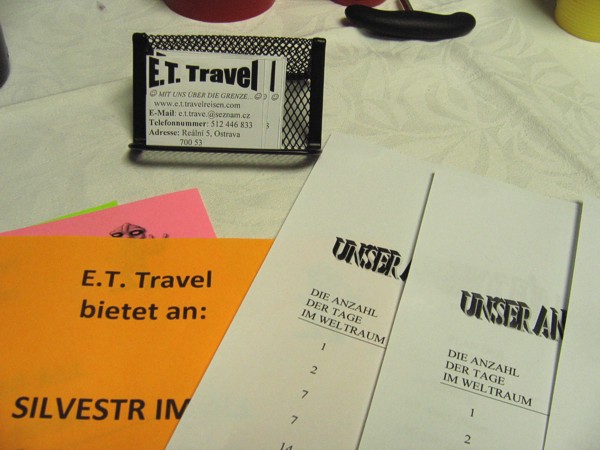 E.T. Travel
☺ MIT UNS ÜBER DIE GRENZE... ☺
www.e.t.travelreisen.com
E-Mail: e.t.trave.@seznam.cz
Telefonnummer: 512 446 833
Adresse: Reální 5, Ostrava
700 53
E.T. Travel
bietet an:
SILVESTR IM
UNSER A
DIE ANZAHL
DER TAGE
IM WELTRAUM
1
2
7
7
14
UNSER AN
DIE ANZAHL
DER TAGE
IM WELTRAUM
1
2